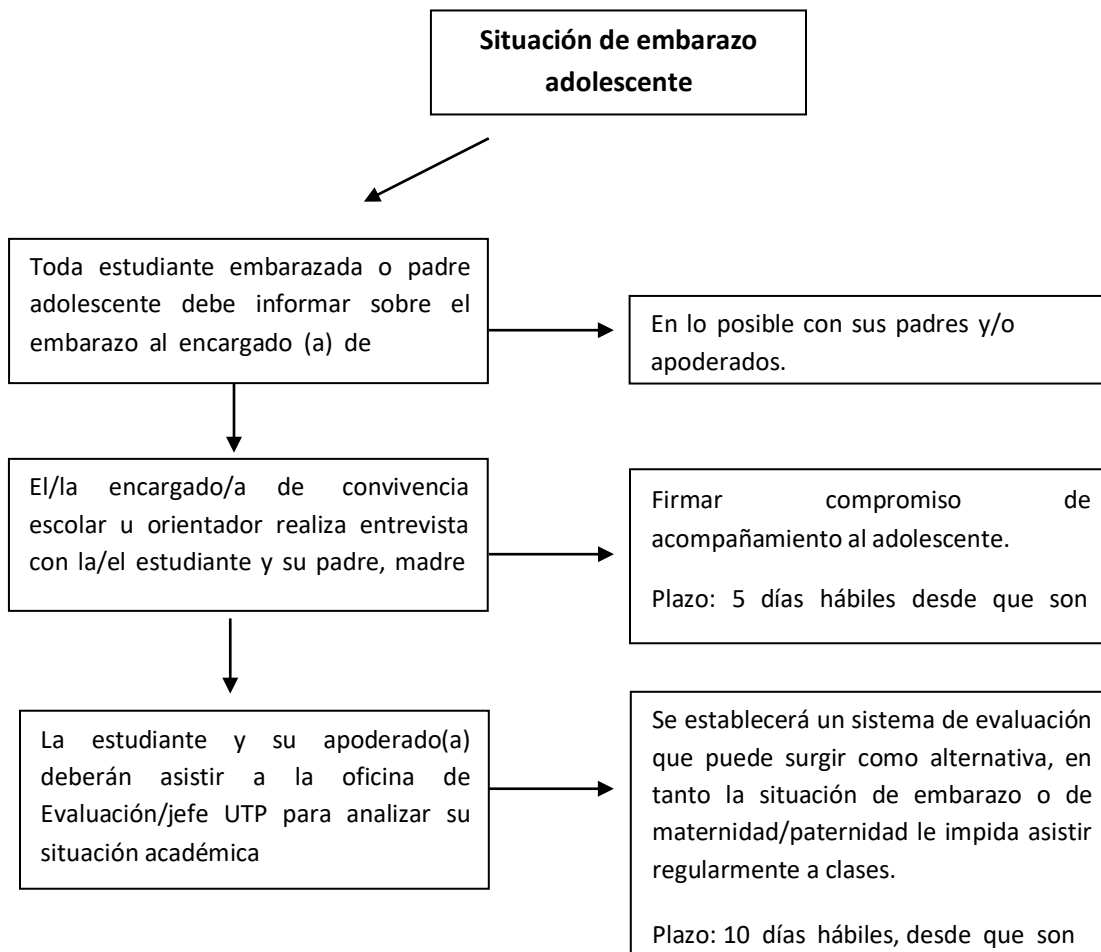 Situación de embarazo
adolescente
Toda estudiante embarazada o padre
adolescente debe informar sobre el
embarazo al encargado (a) de
En lo posible con sus padres y/o
apoderados.
El/la encargado/a de convivencia
escolar u orientador realiza entrevista
con la/el estudiante y su padre, madre
Firmar compromiso de
acompañamiento al adolescente.
Plazo: 5 días hábiles desde que son
La estudiante y su apoderado(a)
deberán asistir a la oficina de
Evaluación/jefe UTP para analizar su
situación académica
Se establecerá un sistema de evaluación
que puede surgir como alternativa, en
tanto la situación de embarazo o de
maternidad/paternidad le impida asistir
regularmente a clases.
Plazo: 10 días hábiles, desde que son